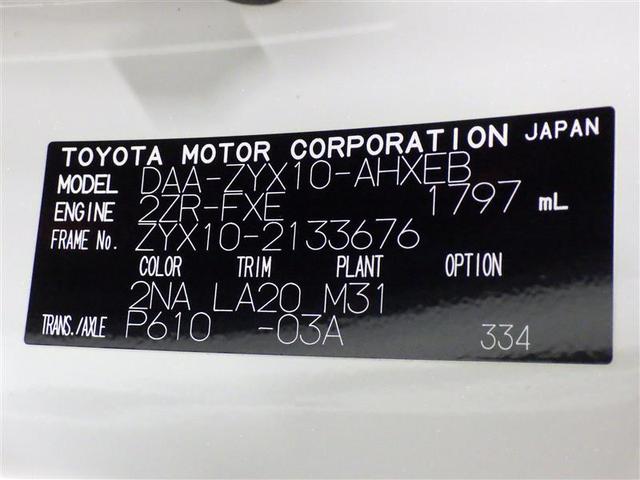 TOYOTA MOTOR CORPORATION JAPAN
MODEL DAA-ZYX10-AHXEB
ENGINE 2ZR-FXE 1797 mL
FRAME No. ZYX10-2133676
COLOR TRIM PLANT OPTION
2NA LA20 M31
TRANS./AXLE P610 -03A 334